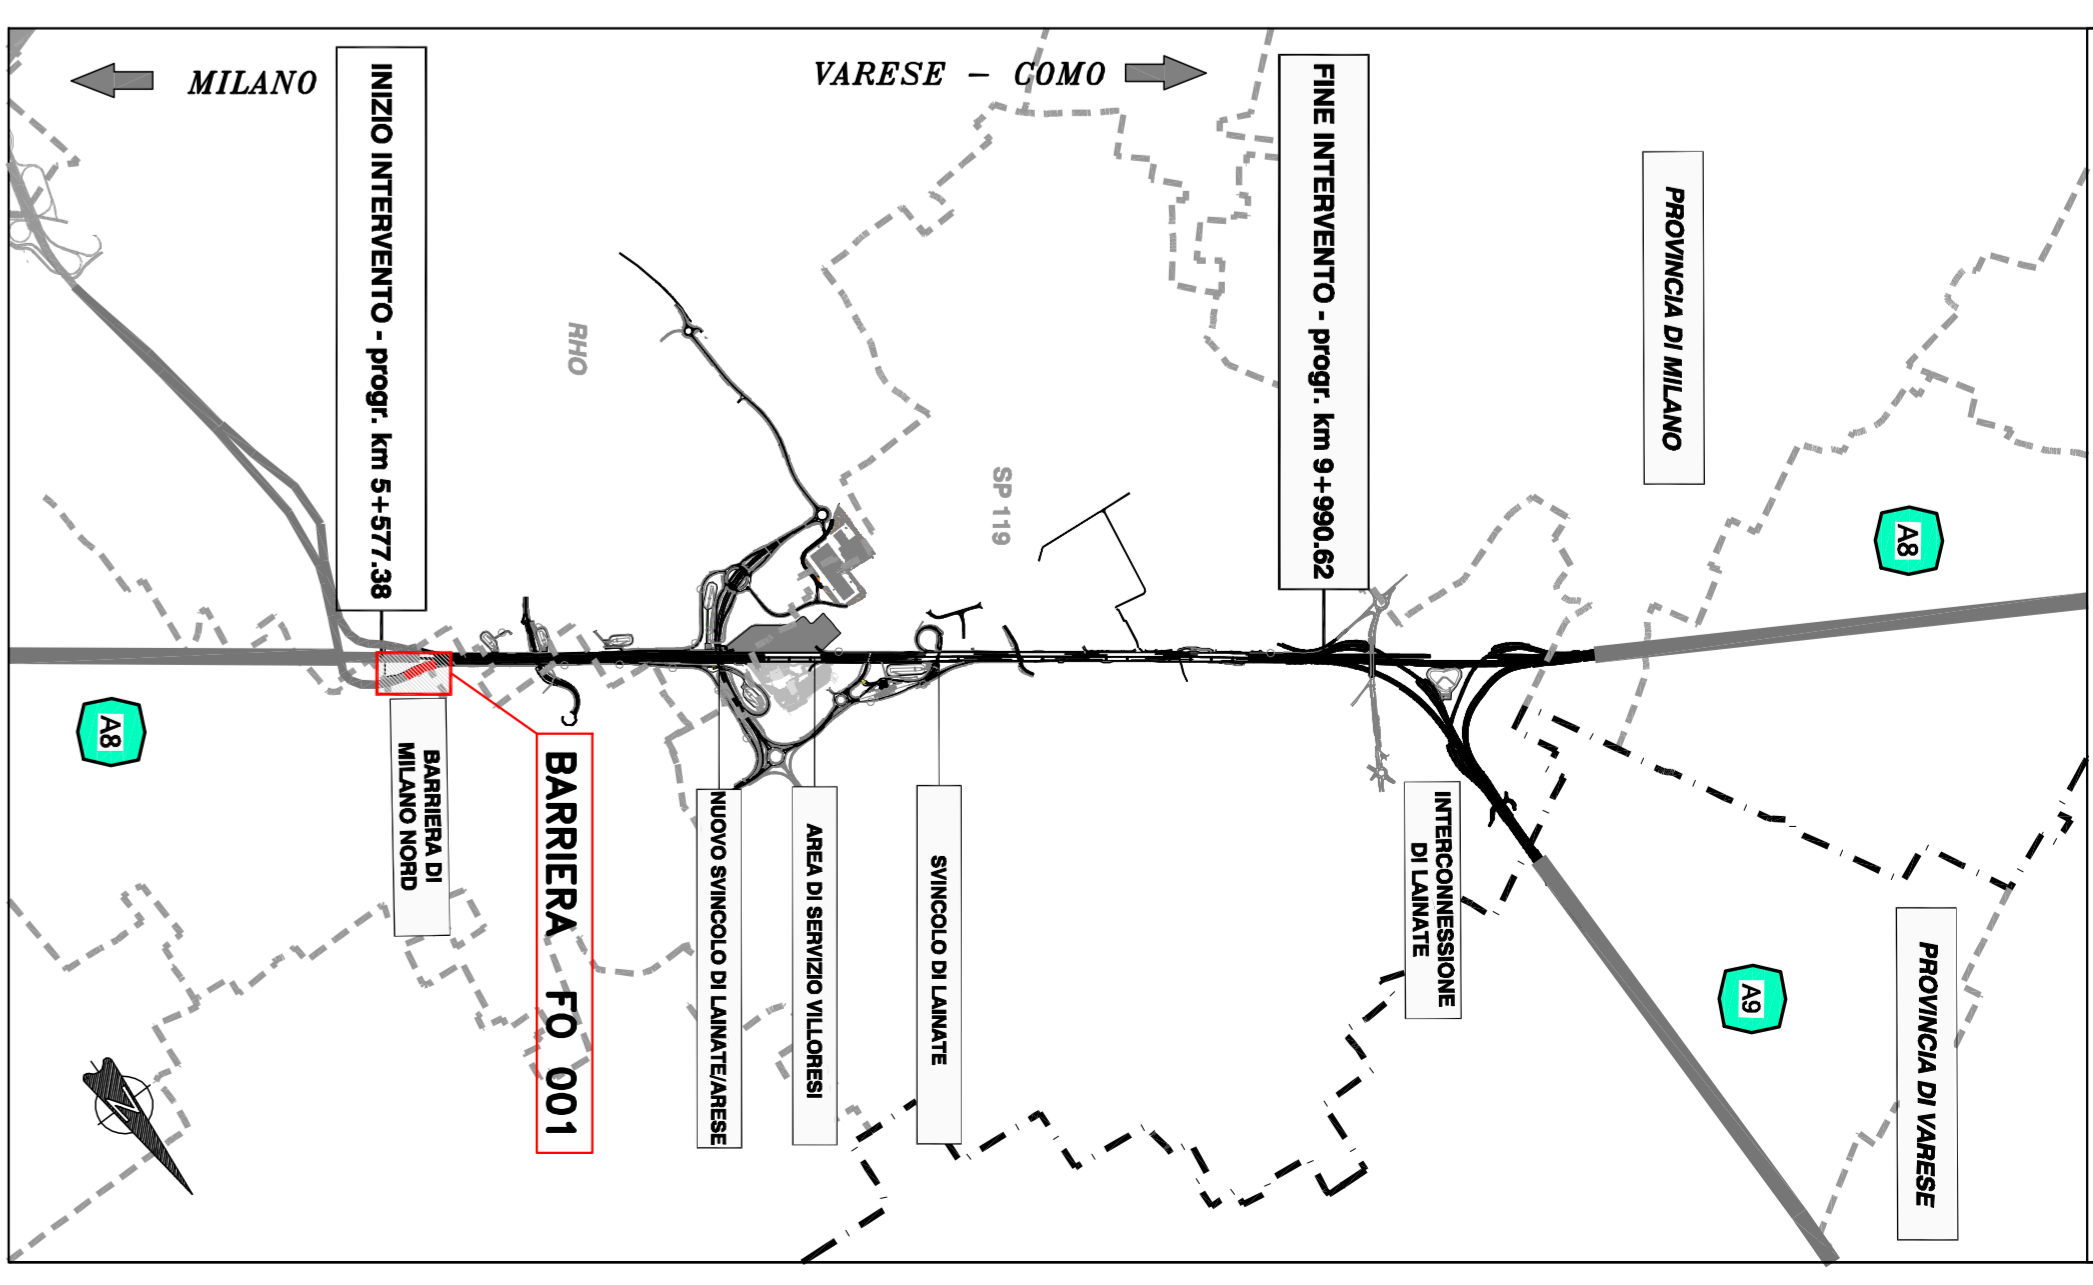 MILANO
VARESE - COMO
INIZIO INTERVENTO - progr. km 5+577.38
FINE INTERVENTO - progr. km 9+990.62
PROVINCIA DI MILANO
RHO
SP 119
A8
A8
BARRIERA DI
MILANO NORD
BARRIERA FO 001
NUOVO SVINCOLO DI LAINATE/ARESE
AREA DI SERVIZIO VILLORESI
SVINCOLO DI LAINATE
INTERCONNESSIONE
DI LAINATE
A9
PROVINCIA DI VARESE